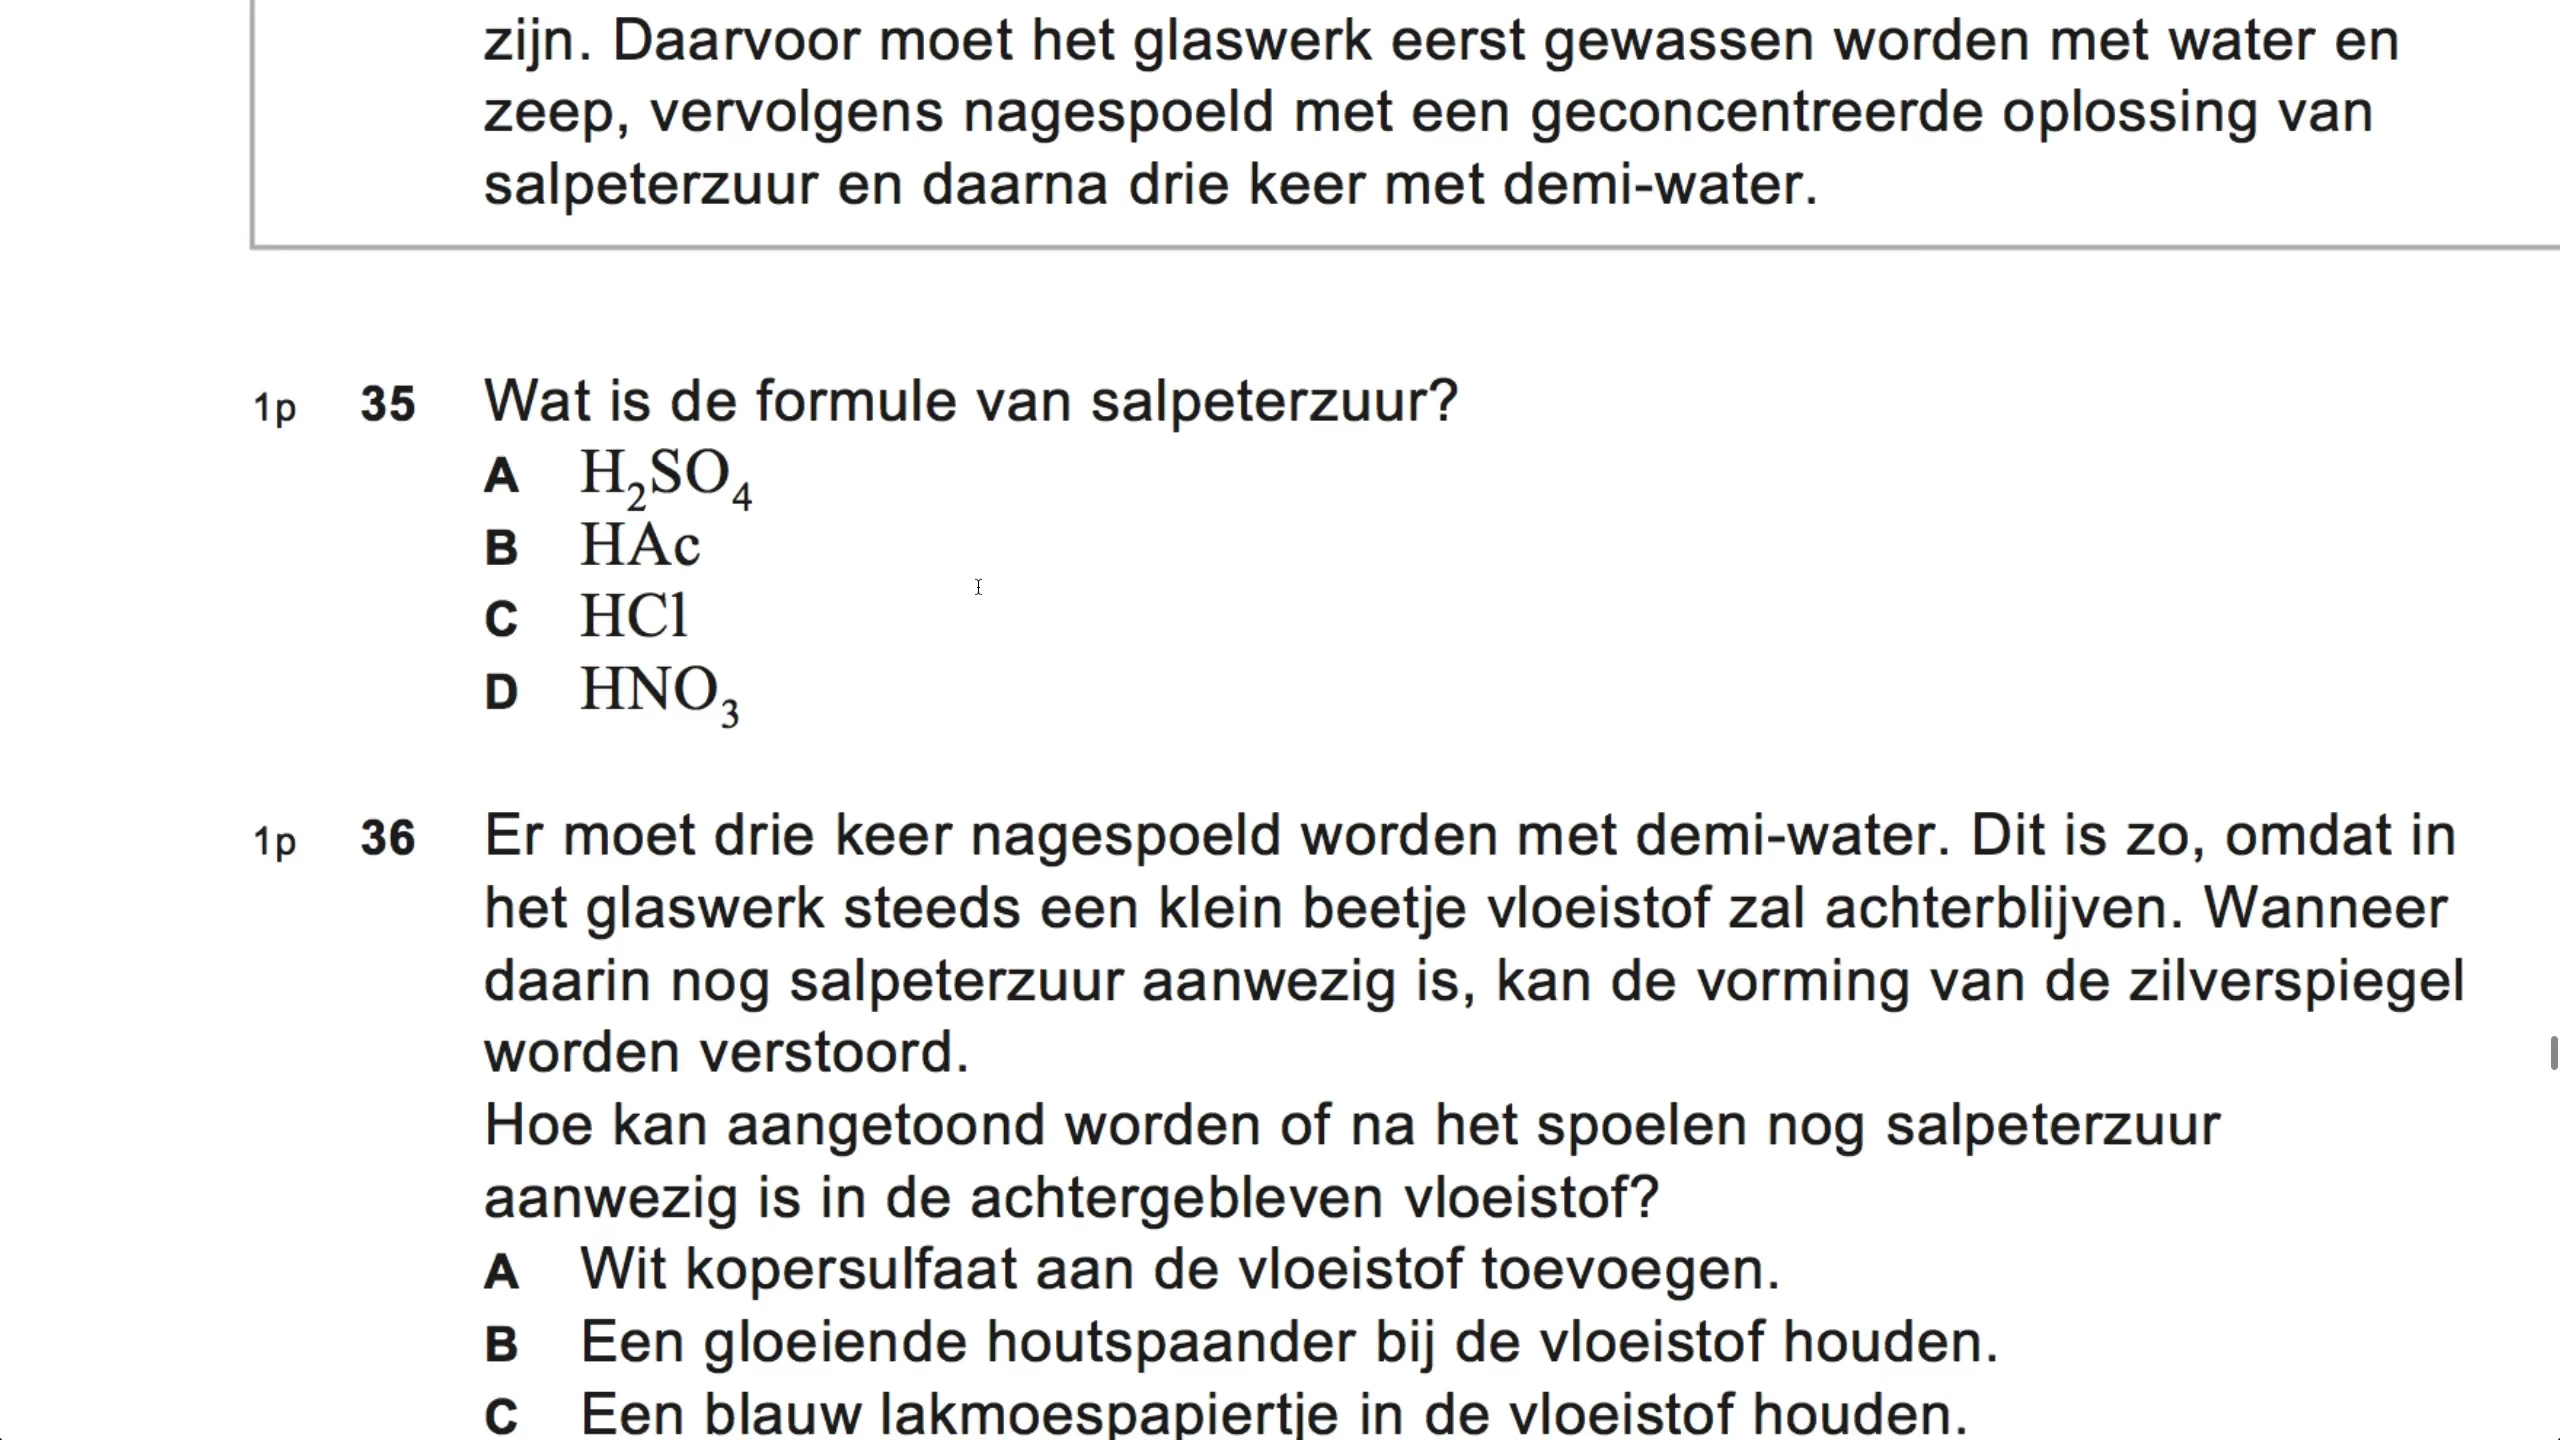 zijn. Daarvoor moet het glaswerk eerst gewassen worden met water en
zeep, vervolgens nagespoeld met een geconcentreerde oplossing van
salpeterzuur en daarna drie keer met demi-water.
1p 35 Wat is de formule van salpeterzuur?
A H₂SO₄
B HAc
C HCl
D HNO₃
1p 36 Er moet drie keer nagespoeld worden met demi-water. Dit is zo, omdat in
het glaswerk steeds een klein beetje vloeistof zal achterblijven. Wanneer
daarin nog salpeterzuur aanwezig is, kan de vorming van de zilverspiegel
worden verstoord.
Hoe kan aangetoond worden of na het spoelen nog salpeterzuur
aanwezig is in de achtergebleven vloeistof?
A Wit kopersulfaat aan de vloeistof toevoegen.
B Een gloeiende houtspaander bij de vloeistof houden.
C Een blauw lakmoespapiertje in de vloeistof houden.